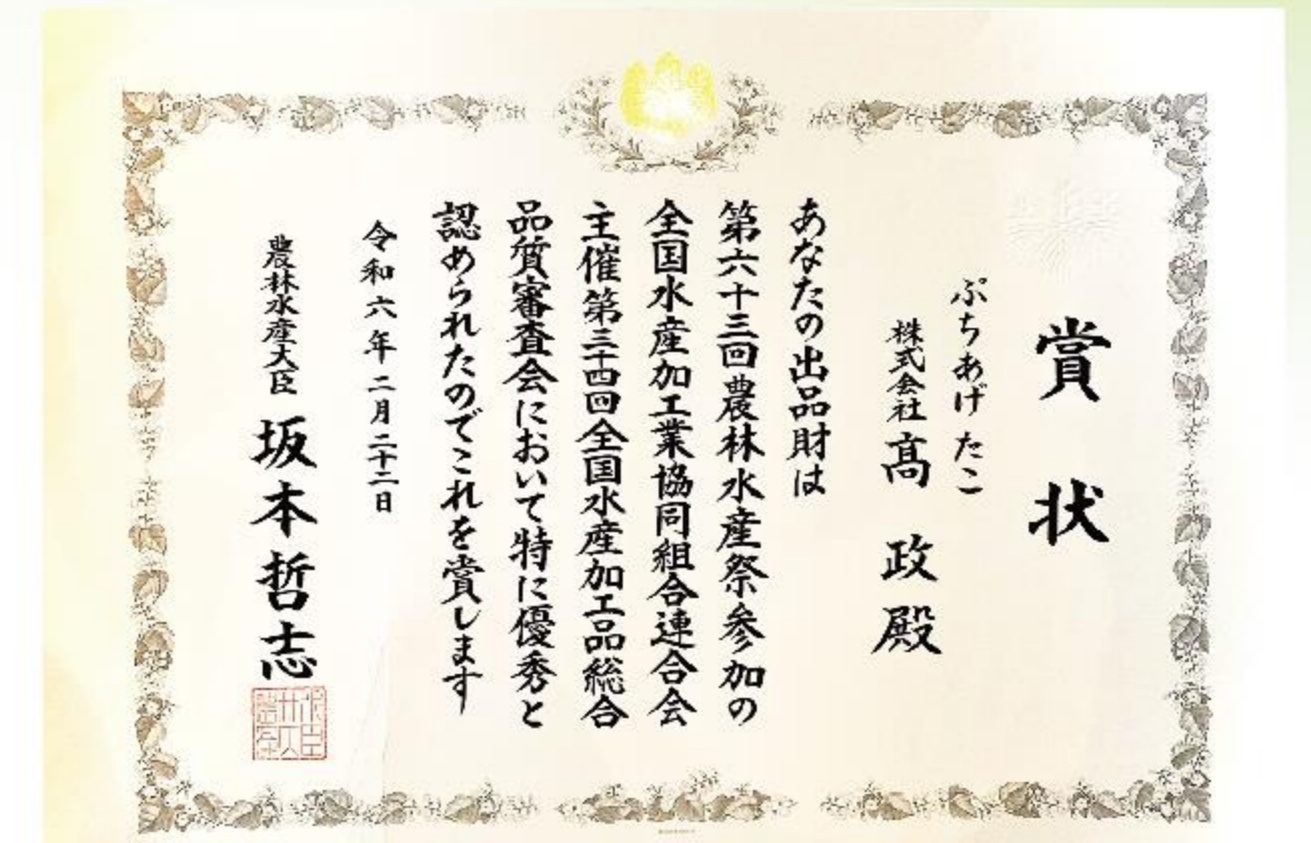 賞状
ぷちあげたこ
株式会社 髙政殿
あなたの出品財は
第六十三回農林水産祭参加の
全国水産加工業協同組合連合会
主催第三十四回全国水産加工品総合
品質審査会において特に優秀と
認められたのでこれを賞します
令和六年二月二十二日
農林水産大臣 坂本哲志